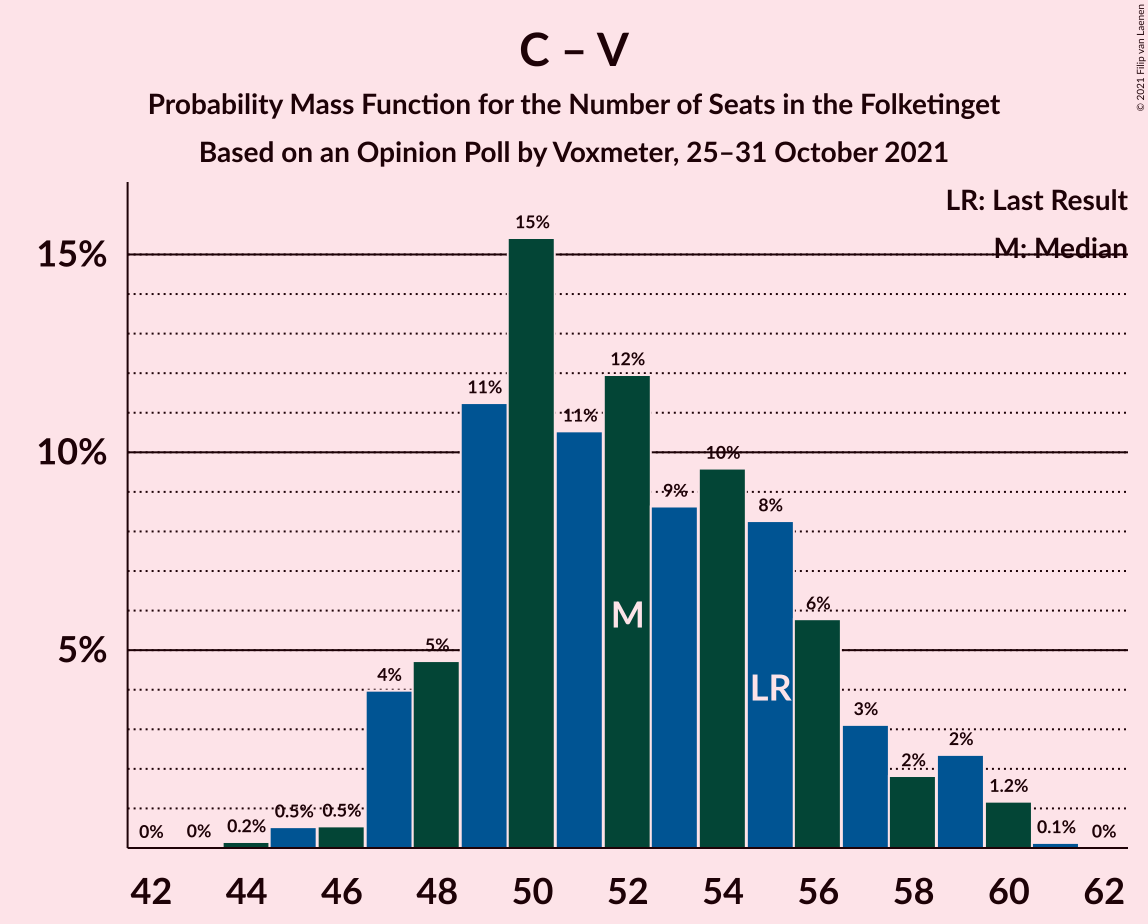 C – V
Probability Mass Function for the Number of Seats in the Folketinget
Based on an Opinion Poll by Voxmeter, 25–31 October 2021
© 2021 Filip van Laenen
LR: Last Result
M: Median
15%
10%
5%
0%
0%
0.2%
0.5%
0.5%
4%
5%
11%
15%
11%
12%
9%
10%
8%
6%
3%
2%
2%
1.2%
0.1%
0%
M
LR
42 44 46 48 50 52 54 56 58 60 62